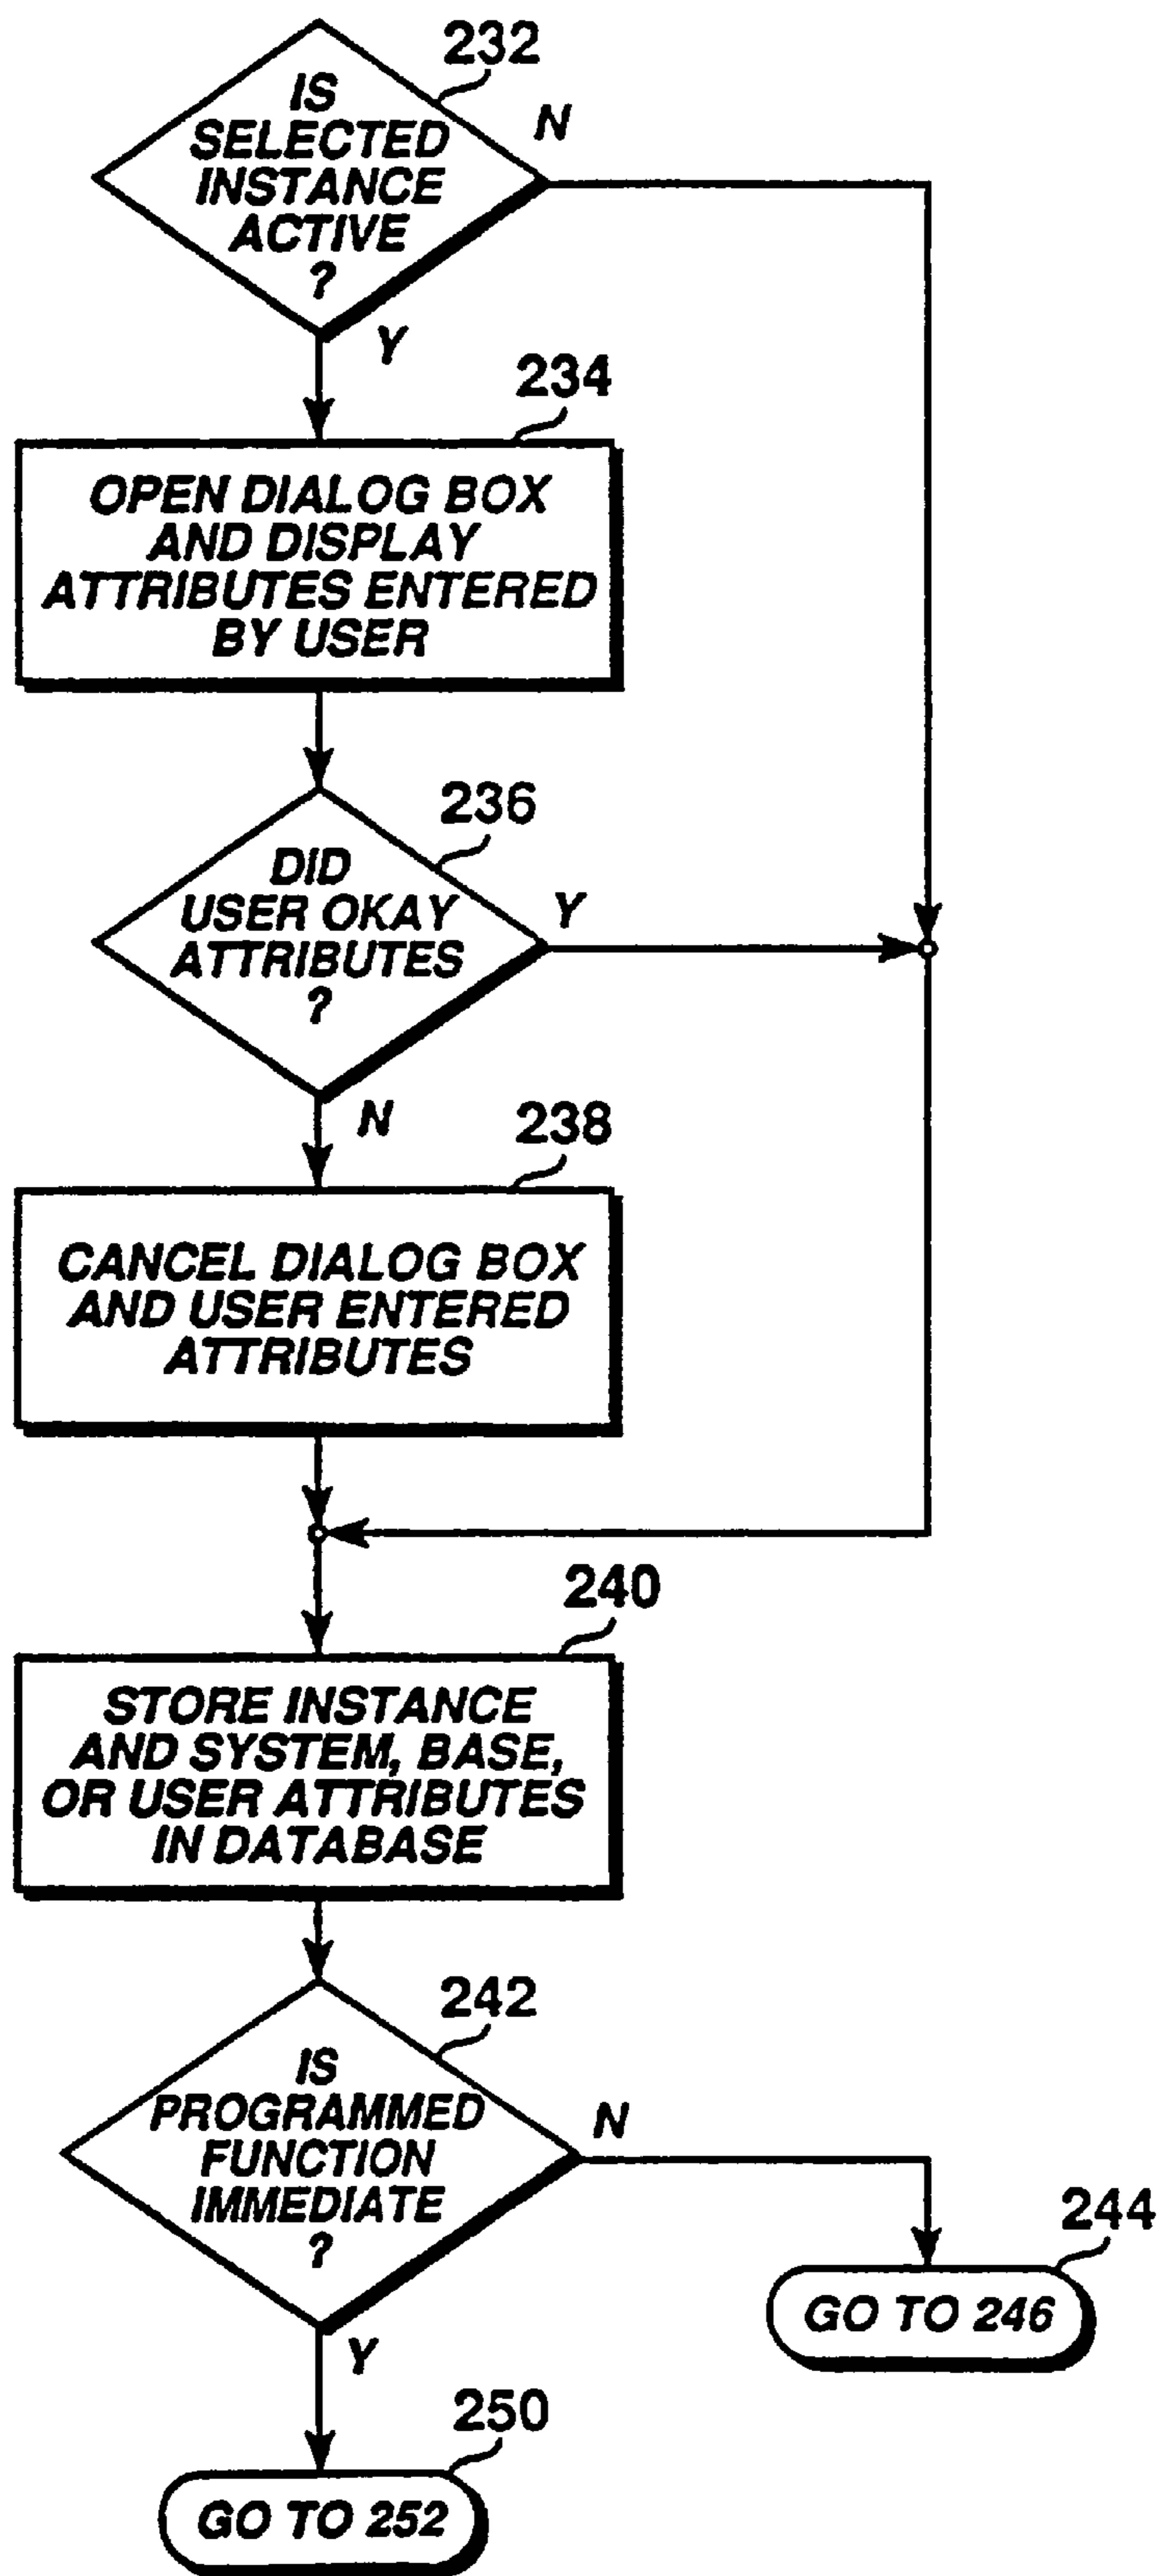 232
IS
SELECTED
INSTANCE
ACTIVE
?
N
Y
234
OPEN DIALOG BOX
AND DISPLAY
ATTRIBUTES ENTERED
BY USER
236
DID
USER OKAY
ATTRIBUTES
?
Y
N
238
CANCEL DIALOG BOX
AND USER ENTERED
ATTRIBUTES
240
STORE INSTANCE
AND SYSTEM, BASE,
OR USER ATTRIBUTES
IN DATABASE
242
IS
PROGRAMMED
FUNCTION
IMMEDIATE
?
N
Y
244
GO TO 246
250
GO TO 252